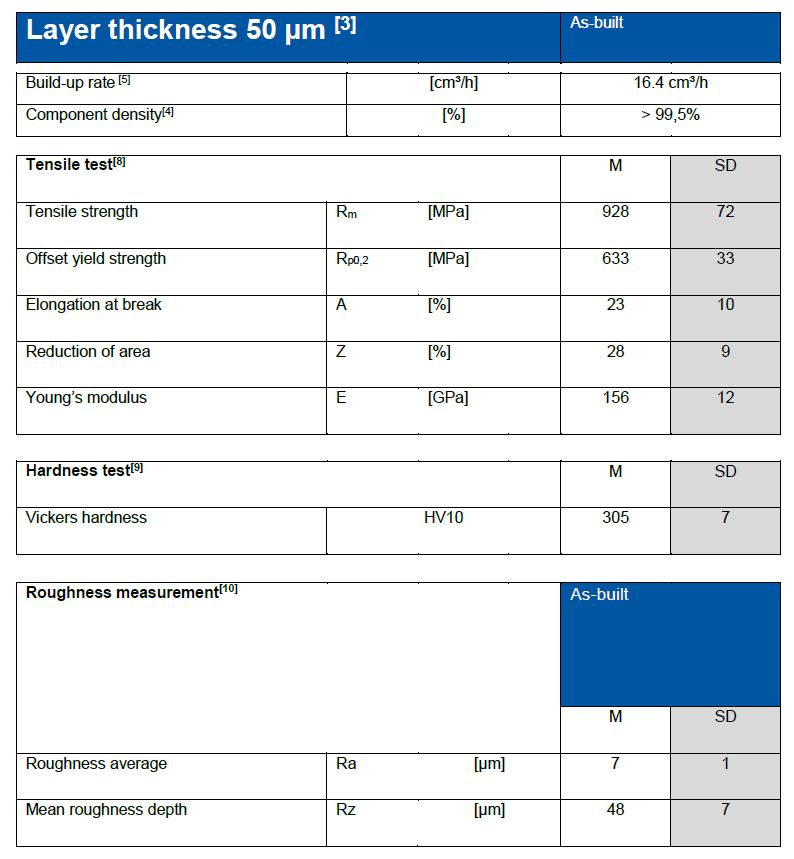 Layer thickness 50 µm [3] As-built
Build-up rate [5] [cm³/h] 16.4 cm³/h
Component density[4] [%] > 99,5%
Tensile test[8] M SD
Tensile strength Rm [MPa] 928 72
Offset yield strength Rp0,2 [MPa] 633 33
Elongation at break A [%] 23 10
Reduction of area Z [%] 28 9
Young’s modulus E [GPa] 156 12
Hardness test[9] M SD
Vickers hardness HV10 305 7
Roughness measurement[10] As-built
M SD
Roughness average Ra [µm] 7 1
Mean roughness depth Rz [µm] 48 7